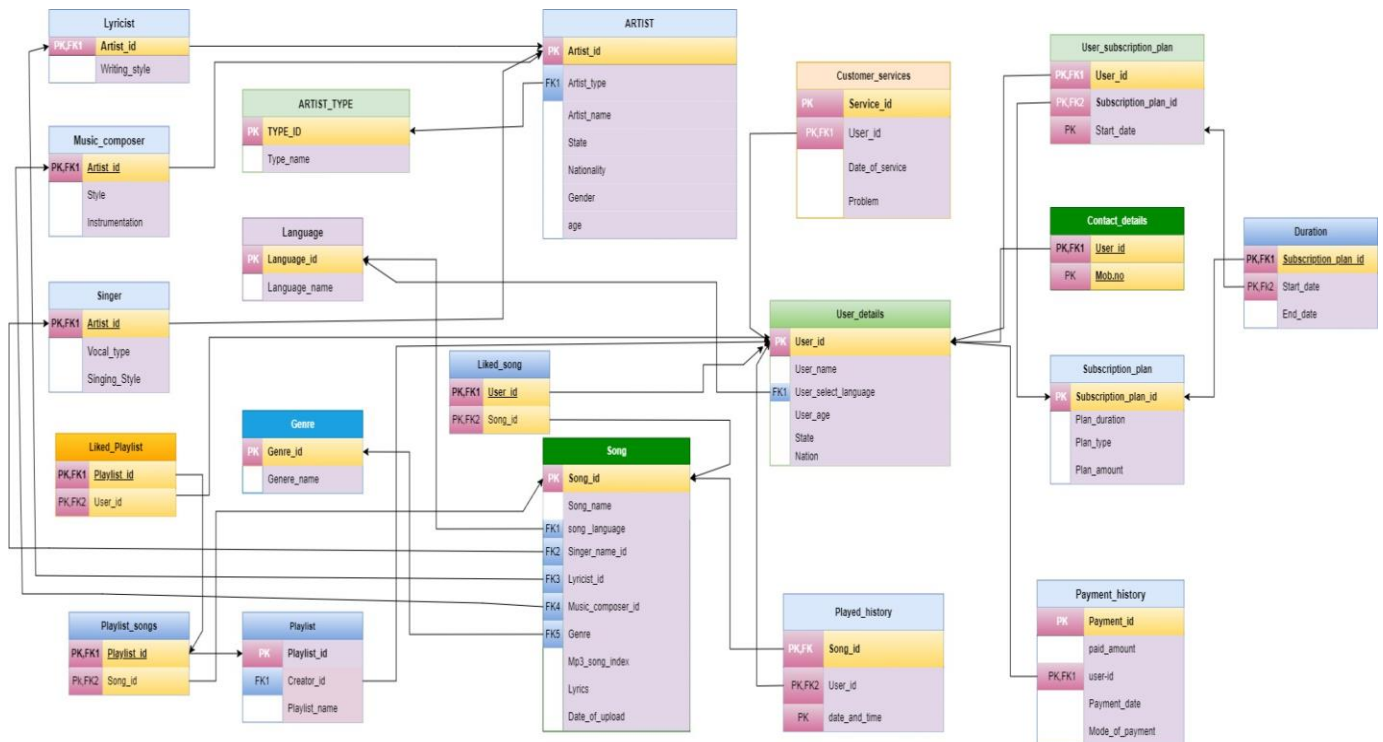 Lyricist
PK,FK1 Artist_id
Writing_style
Music_composer
PK,FK1 Artist_id
Style
Instrumentation
Singer
PK,FK1 Artist_id
Vocal_type
Singing_Style
Liked_Playlist
PK,FK1 Playlist_id
PK,FK2 User_id
Playlist_songs
PK,FK1 Playlist_id
Pk,FK2 Song_id
ARTIST_TYPE
PK TYPE_ID
Type_name
Language
PK Language_id
Language_name
Genre
PK Genre_id
Genere_name
Playlist
PK Playlist_id
FK1 Creator_id
Playlist_name
ARTIST
PK Artist_id
FK1 Artist_type
Artist_name
State
Nationality
Gender
age
Liked_song
PK,FK1 User_id
PK,FK2 Song_id
Song
PK Song_id
Song_name
FK1 song _language
FK2 Singer_name_id
FK3 Lyricist_id
FK4 Music_composer_id
FK5 Genre
Mp3_song_index
Lyrics
Date_of_upload
Customer_services
PK Service_id
PK,FK1 User_id
Date_of_service
Problem
User_details
PK User_id
User_name
FK1 User_select_language
User_age
State
Nation
Played_history
PK,FK Song_id
PK,FK2 User_id
PK date_and_time
User_subscription_plan
PK,FK1 User_id
PK,FK2 Subscription_plan_id
PK Start_date
Contact_details
PK,FK1 User_id
PK Mob.no
Duration
PK,FK1 Subscription_plan_id
PK,Fk2 Start_date
End_date
Subscription_plan
PK Subscription_plan_id
Plan_duration
Plan_type
Plan_amount
Payment_history
PK Payment_id
paid_amount
PK,FK1 user-id
Payment_date
Mode_of_payment